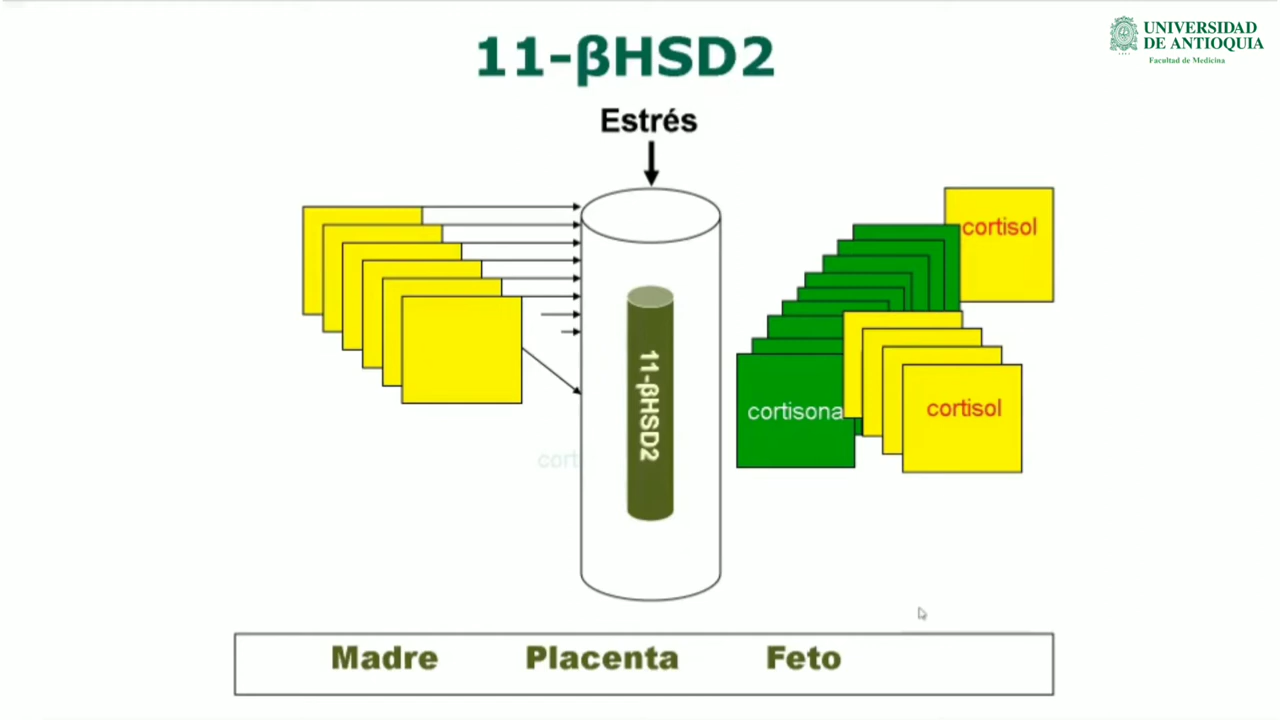 11-βHSD2
UNIVERSIDAD
DE ANTIOQUIA
Facultad de Medicina
Estrés
cortisol
11-βHSD2
cortisona
cortisol
Madre Placenta Feto